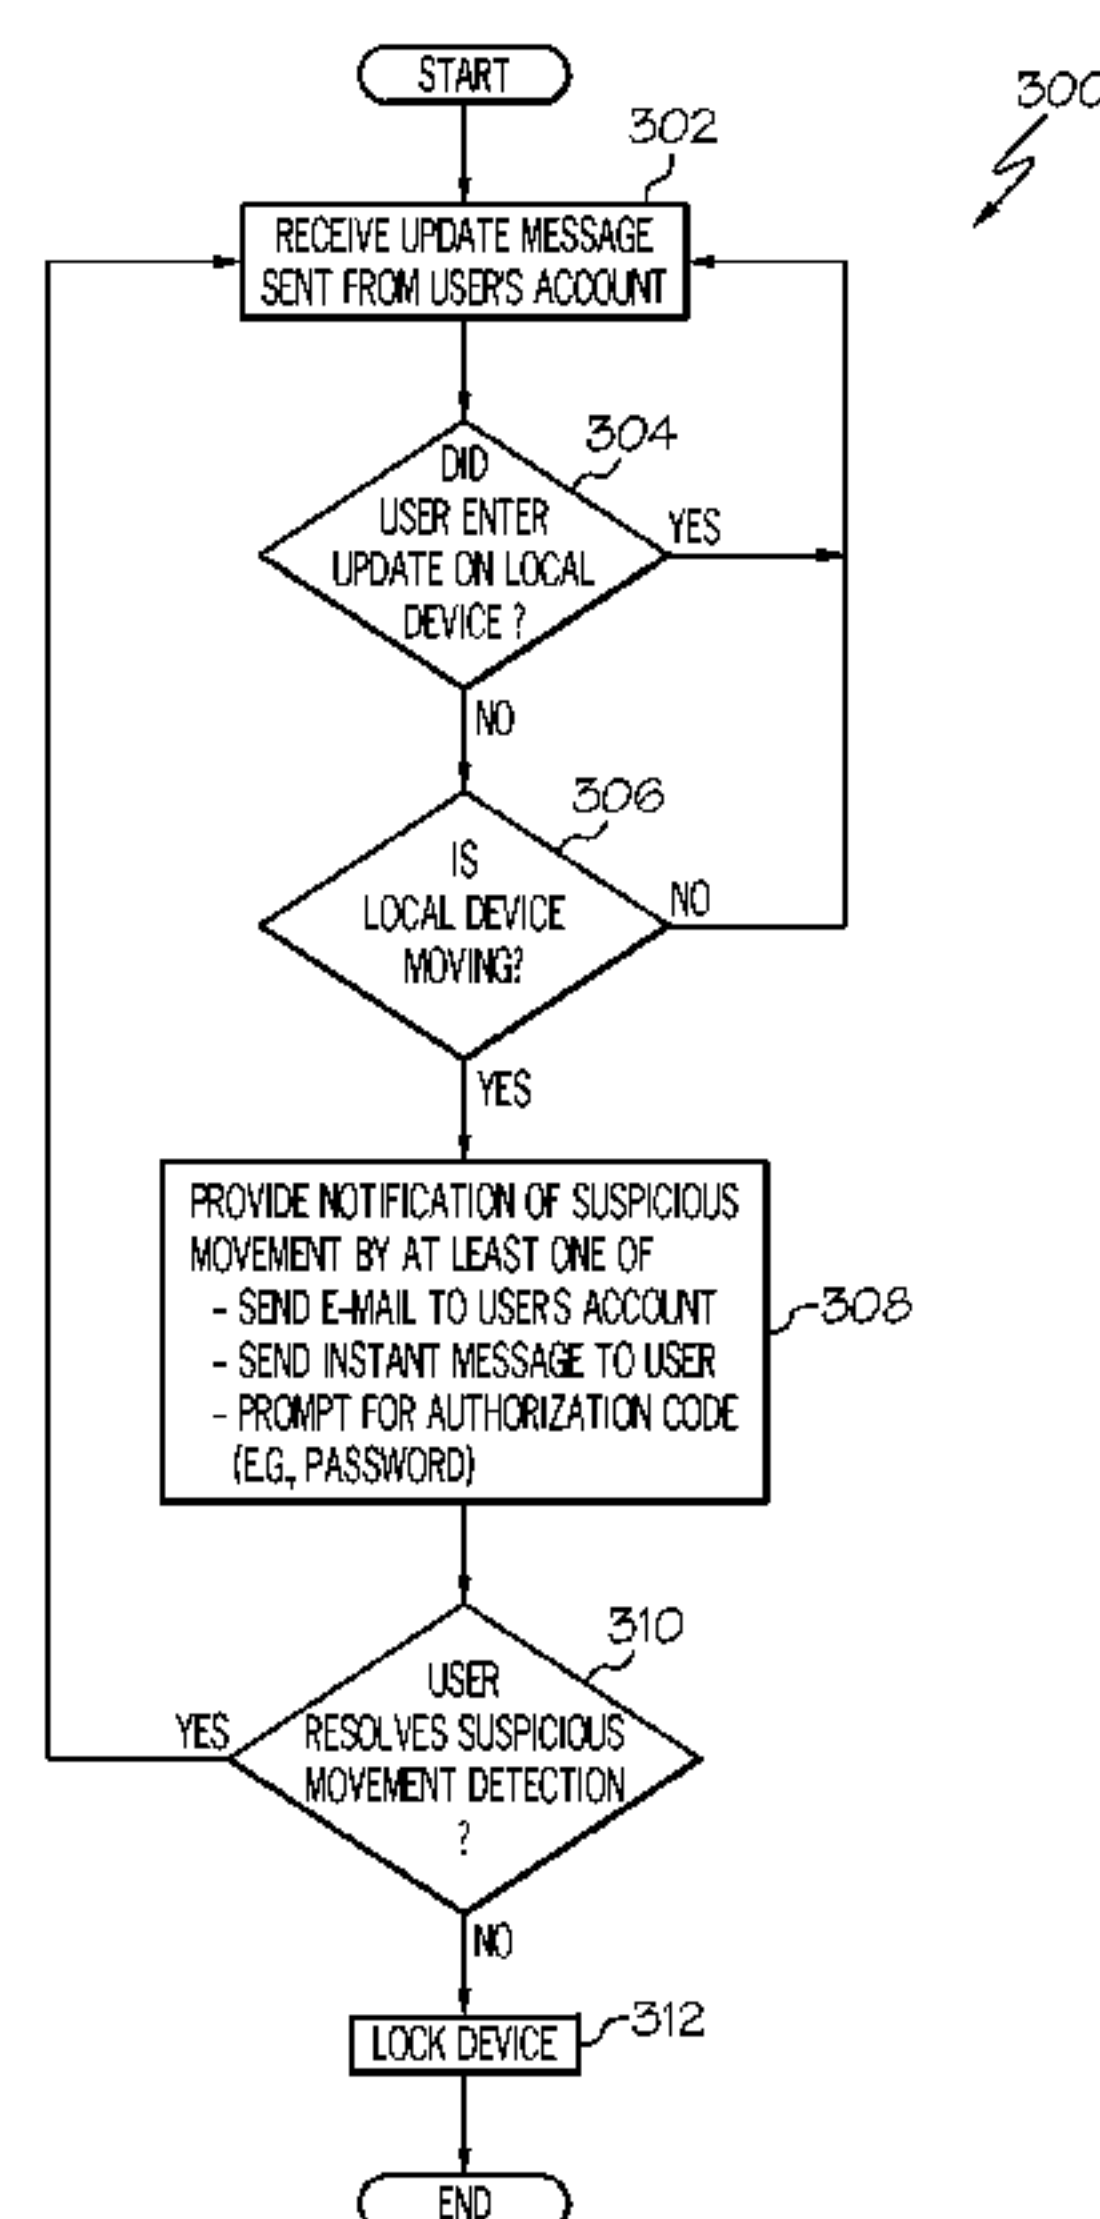 START
300
302
RECEIVE UPDATE MESSAGE
SENT FROM USER'S ACCOUNT
304
DID
USER ENTER
UPDATE ON LOCAL
DEVICE ?
YES
NO
306
IS
LOCAL DEVICE
MOVING?
NO
YES
PROVIDE NOTIFICATION OF SUSPICIOUS
MOVEMENT BY AT LEAST ONE OF
- SEND E-MAIL TO USERS ACCOUNT
- SEND INSTANT MESSAGE TO USER
- PROMPT FOR AUTHORIZATION CODE
(E.G., PASSWORD)
308
310
USER
RESOLVES SUSPICIOUS
MOVEMENT DETECTION
?
YES
NO
LOCK DEVICE
312
END